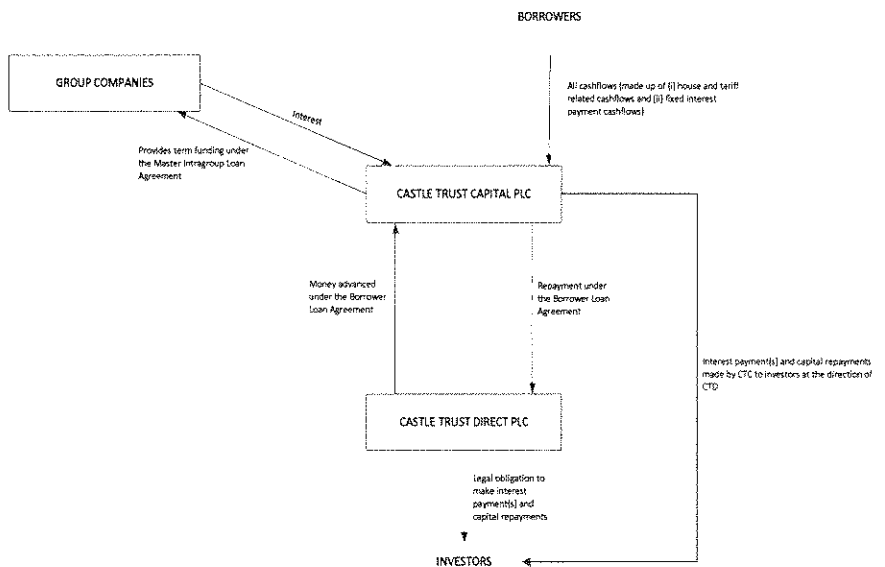 BORROWERS
GROUP COMPANIES
All cashflows (made up of (i) house and tariff
related cashflows and (ii) fixed interest
payment cashflows)
Interest
Provides term funding under
the Master Intragroup Loan
Agreement
CASTLE TRUST CAPITAL PLC
Money advanced
under the Borrower
Loan Agreement
Repayment under
the Borrower Loan
Agreement
Interest payment[s] and capital repayments
made by CTC to investors at the direction of
CTD
CASTLE TRUST DIRECT PLC
Legal obligation to
make interest
payment[s] and
capital repayments
INVESTORS